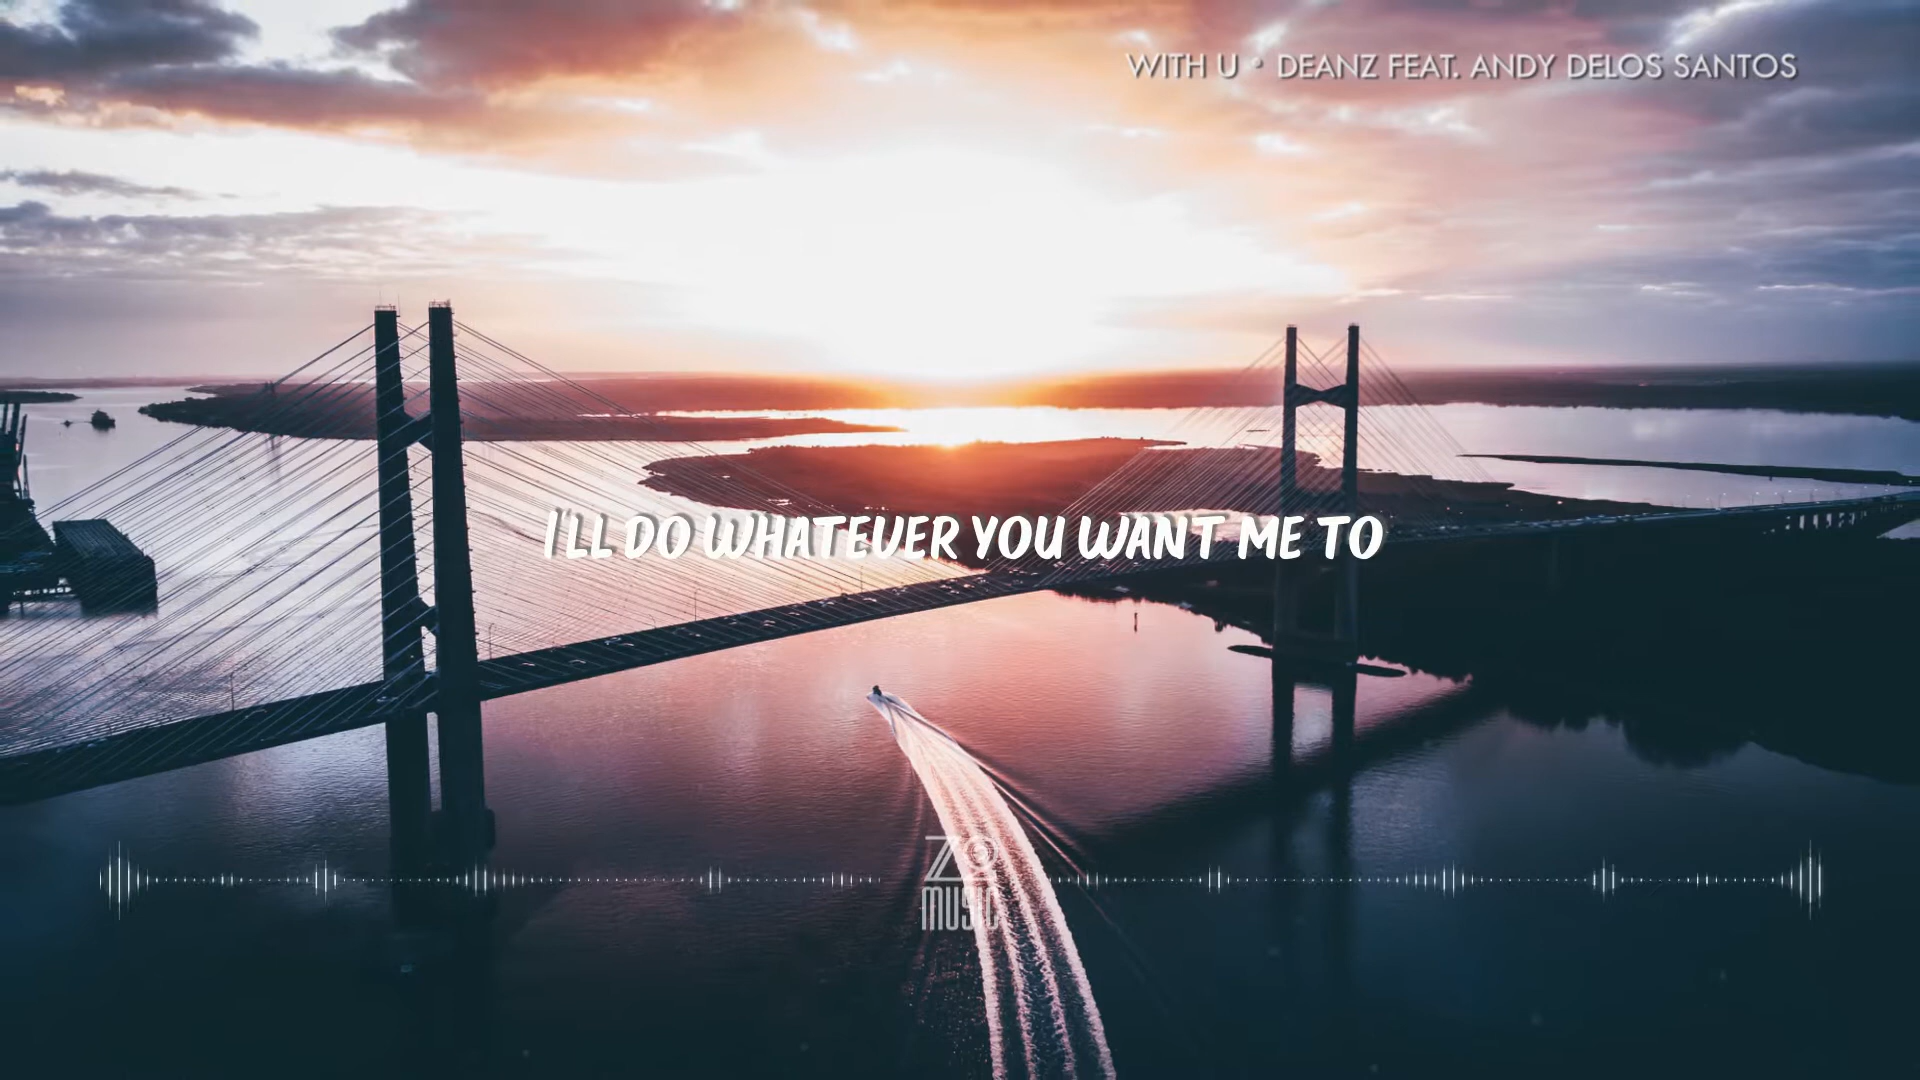 WITH U • DEANZ FEAT. ANDY DELOS SANTOS
I'LL DO WHATEVER YOU WANT ME TO
ZO
MUSIC